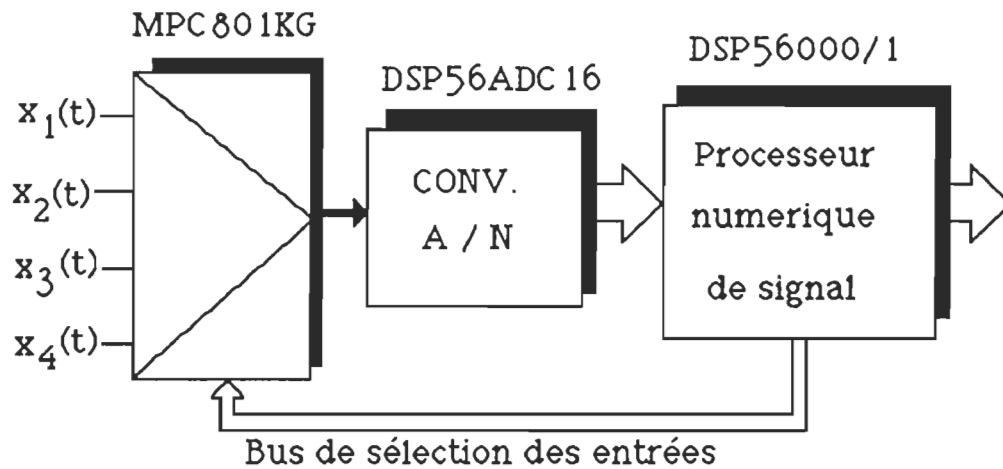 MPC801KG
DSP56ADC16
DSP56000/1
x1(t)
x2(t)
x3(t)
x4(t)
CONV.
A / N
Processeur
numerique
de signal
Bus de sélection des entrées